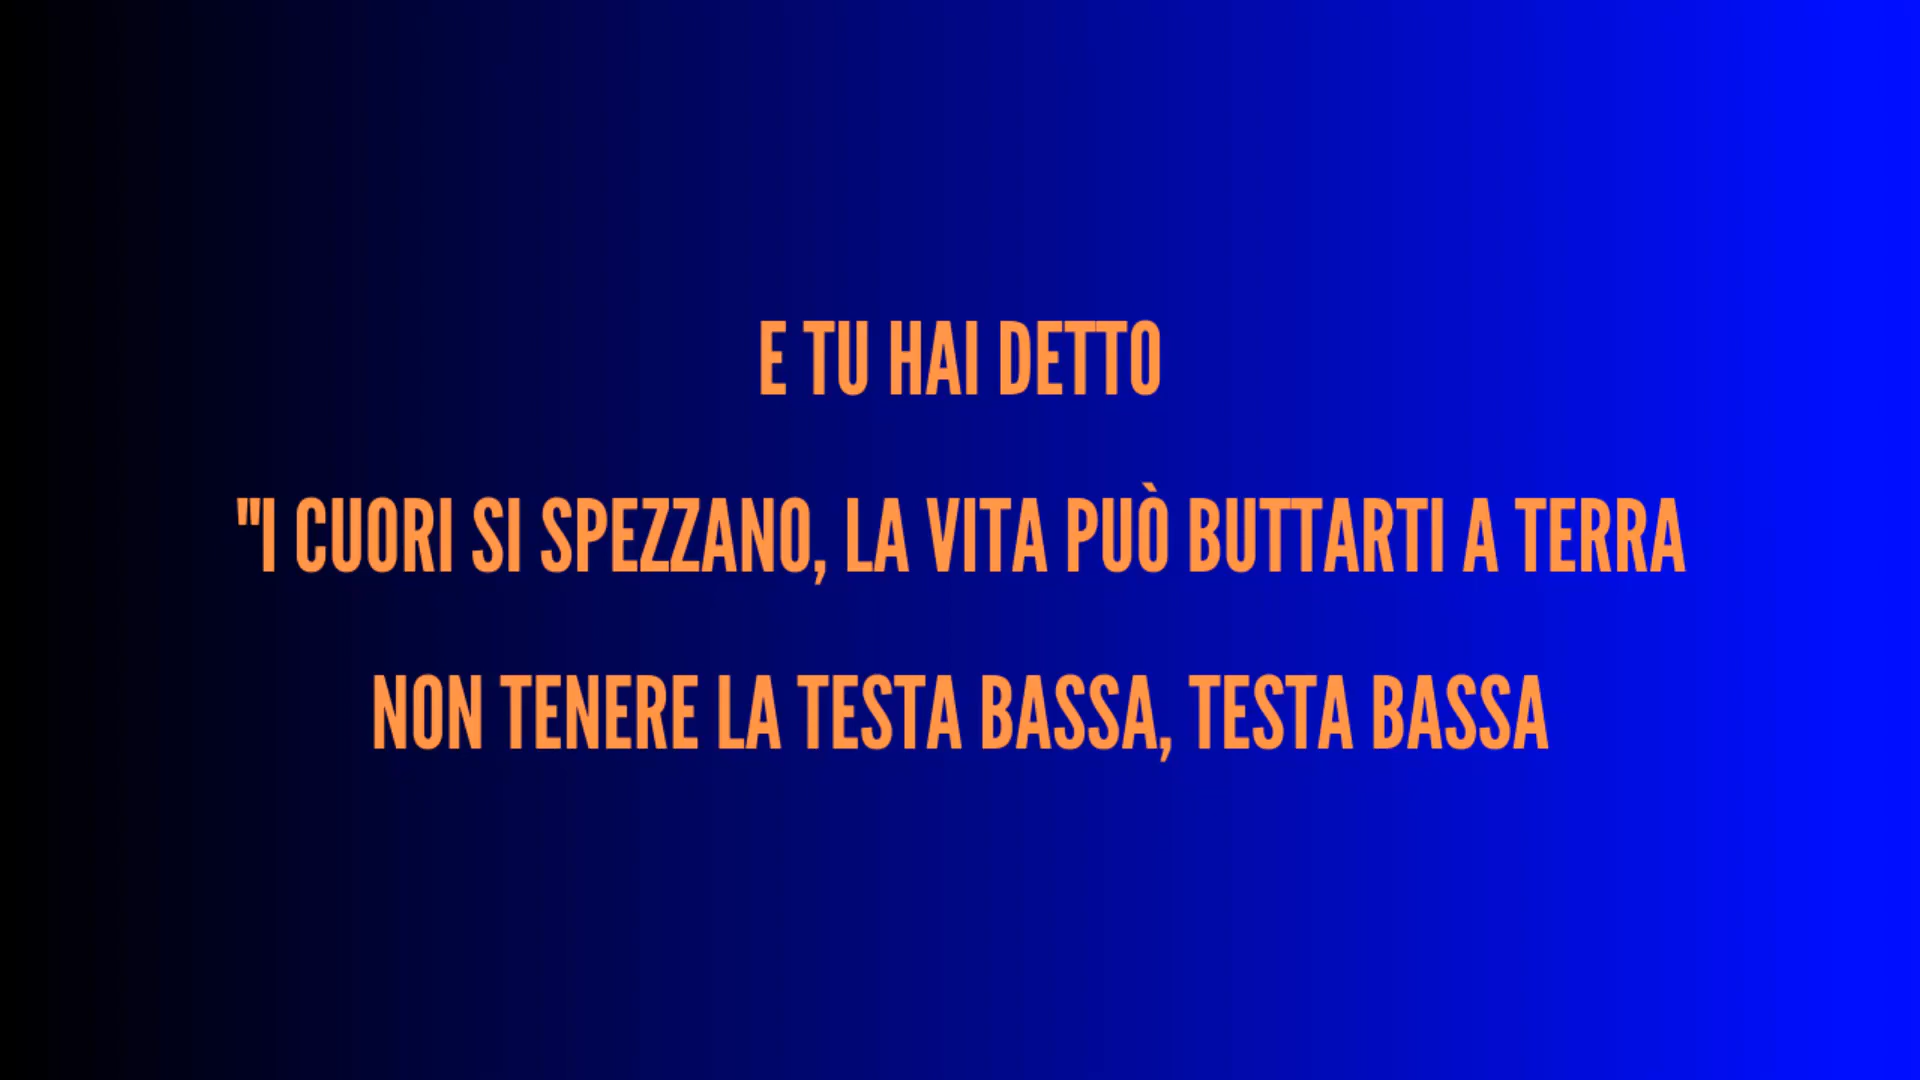 E TU HAI DETTO
"I CUORI SI SPEZZANO, LA VITA PUÒ BUTTARTI A TERRA
NON TENERE LA TESTA BASSA, TESTA BASSA